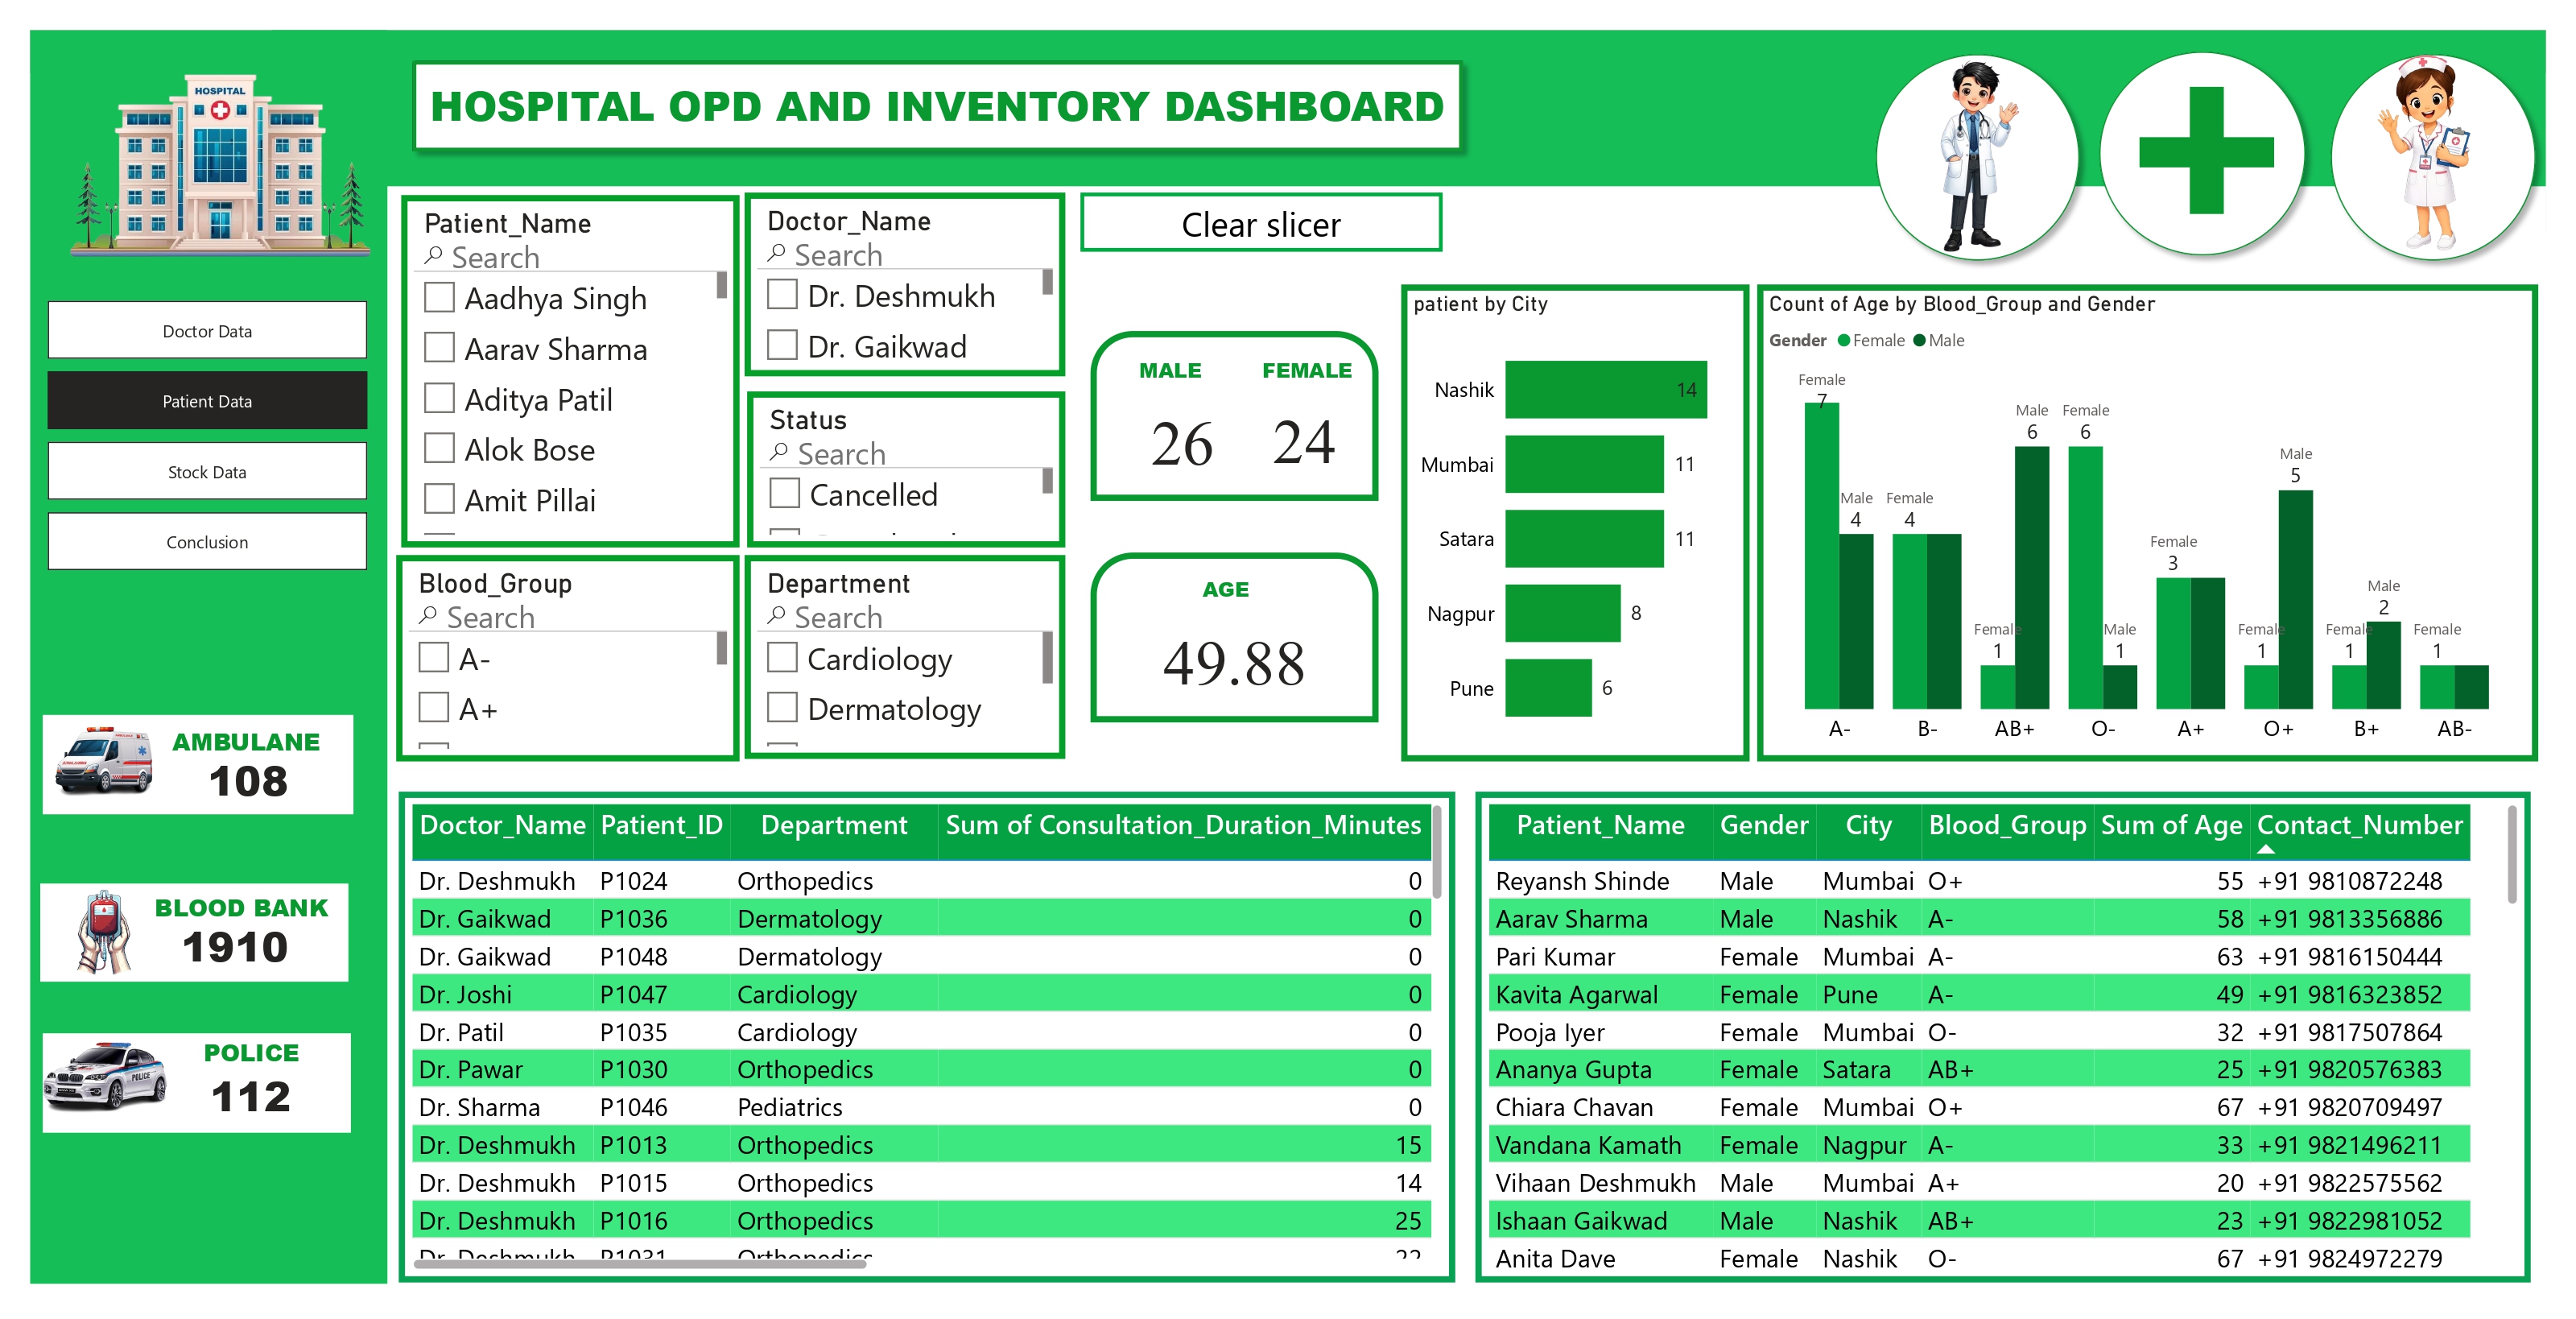 HOSPITAL
HOSPITAL OPD AND INVENTORY DASHBOARD
Doctor Data
Patient Data
Stock Data
Conclusion
AMBULANE
108
BLOOD BANK
1910
POLICE
112
POLICE
Patient_Name
Search
Aadhya Singh
Aarav Sharma
Aditya Patil
Alok Bose
Amit Pillai
Doctor_Name
Search
Dr. Deshmukh
Dr. Gaikwad
Status
Search
Cancelled
Blood_Group
Search
A-
A+
Department
Search
Cardiology
Dermatology
Clear slicer
MALE FEMALE
26 24
AGE
49.88
patient by City
Nashik 14
Mumbai 11
Satara 11
Nagpur 8
Pune 6
Count of Age by Blood_Group and Gender
Gender Female Male
Female
7
Male
4
Female
4
Female
1
Male
6
Female
6
Male
1
Female
3
Female
1
Male
5
Female
1
Male
2
Female
1
A- B- AB+ O- A+ O+ B+ AB-
Doctor_Name Patient_ID Department Sum of Consultation_Duration_Minutes
Dr. Deshmukh P1024 Orthopedics 0
Dr. Gaikwad P1036 Dermatology 0
Dr. Gaikwad P1048 Dermatology 0
Dr. Joshi P1047 Cardiology 0
Dr. Patil P1035 Cardiology 0
Dr. Pawar P1030 Orthopedics 0
Dr. Sharma P1046 Pediatrics 0
Dr. Deshmukh P1013 Orthopedics 15
Dr. Deshmukh P1015 Orthopedics 14
Dr. Deshmukh P1016 Orthopedics 25
Dr. Deshmukh P1031 Orthopedics 22
Patient_Name Gender City Blood_Group Sum of Age Contact_Number
Reyansh Shinde Male Mumbai O+ 55 +91 9810872248
Aarav Sharma Male Nashik A- 58 +91 9813356886
Pari Kumar Female Mumbai A- 63 +91 9816150444
Kavita Agarwal Female Pune A- 49 +91 9816323852
Pooja Iyer Female Mumbai O- 32 +91 9817507864
Ananya Gupta Female Satara AB+ 25 +91 9820576383
Chiara Chavan Female Mumbai O+ 67 +91 9820709497
Vandana Kamath Female Nagpur A- 33 +91 9821496211
Vihaan Deshmukh Male Mumbai A+ 20 +91 9822575562
Ishaan Gaikwad Male Nashik AB+ 23 +91 9822981052
Anita Dave Female Nashik O- 67 +91 9824972279